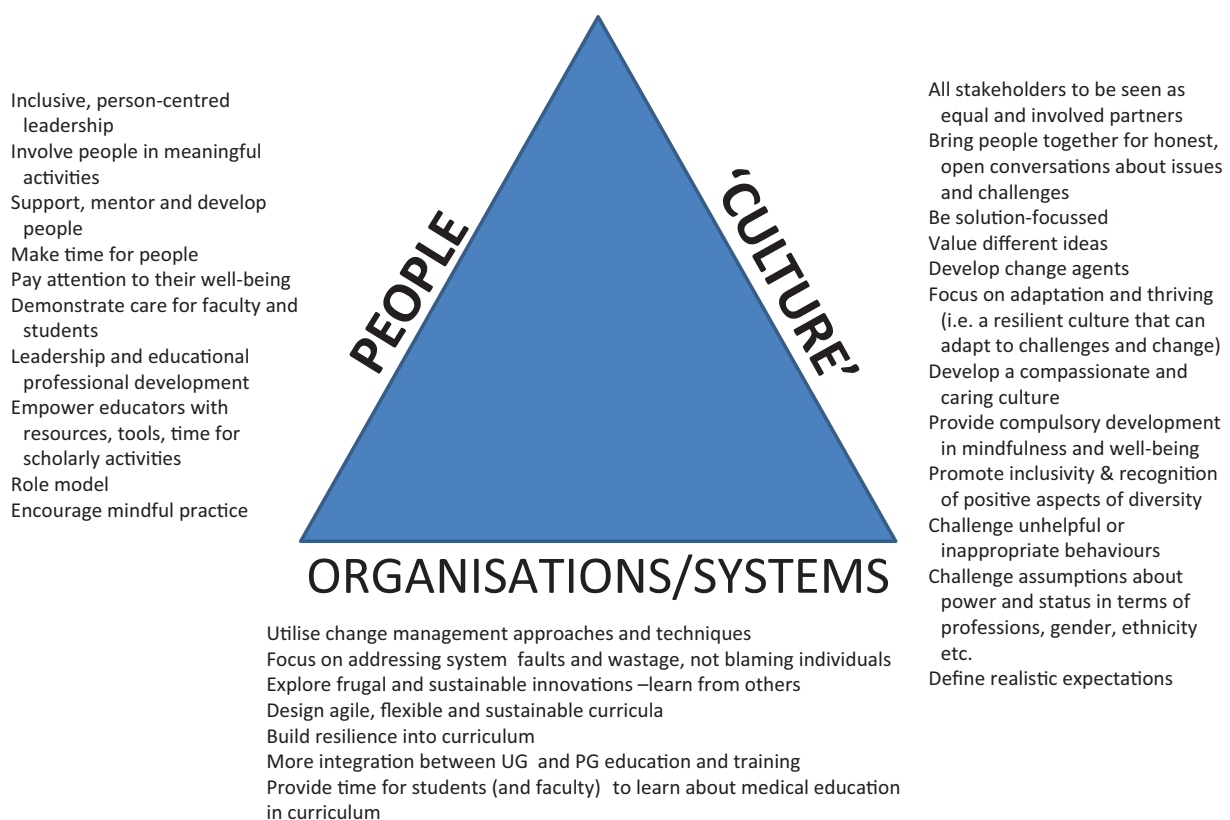 Inclusive, person-centred
leadership
Involve people in meaningful
activities
Support, mentor and develop
people
Make time for people
Pay attention to their well-being
Demonstrate care for faculty and
students
Leadership and educational
professional development
Empower educators with
resources, tools, time for
scholarly activities
Role model
Encourage mindful practice
PEOPLE
‘CULTURE’
All stakeholders to be seen as
equal and involved partners
Bring people together for honest,
open conversations about issues
and challenges
Be solution-focussed
Value different ideas
Develop change agents
Focus on adaptation and thriving
(i.e. a resilient culture that can
adapt to challenges and change)
Develop a compassionate and
caring culture
Provide compulsory development
in mindfulness and well-being
Promote inclusivity & recognition
of positive aspects of diversity
Challenge unhelpful or
inappropriate behaviours
Challenge assumptions about
power and status in terms of
professions, gender, ethnicity
etc.
Define realistic expectations
ORGANISATIONS/SYSTEMS
Utilise change management approaches and techniques
Focus on addressing system faults and wastage, not blaming individuals
Explore frugal and sustainable innovations –learn from others
Design agile, flexible and sustainable curricula
Build resilience into curriculum
More integration between UG and PG education and training
Provide time for students (and faculty) to learn about medical education
in curriculum